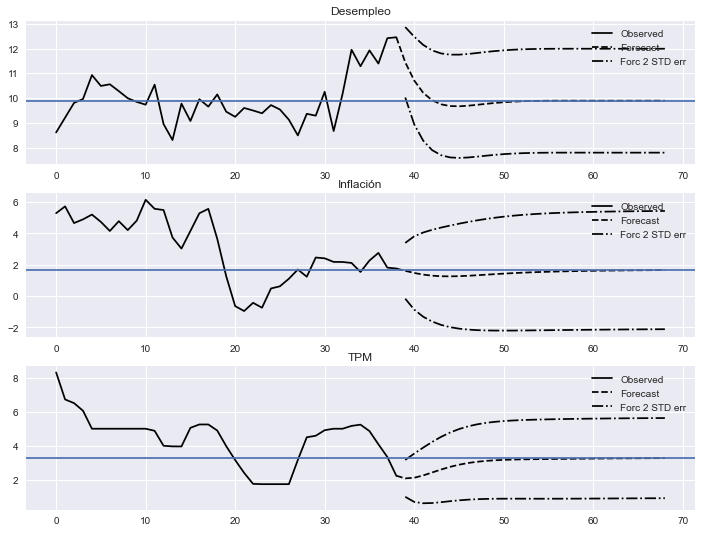 Desempleo
13
12
11
10
9
8
Observed
Forecast
Forc 2 STD err
0 10 20 30 40 50 60 70
Inflación
6
4
2
0
−2
Observed
Forecast
Forc 2 STD err
0 10 20 30 40 50 60 70
TPM
8
6
4
2
Observed
Forecast
Forc 2 STD err
0 10 20 30 40 50 60 70